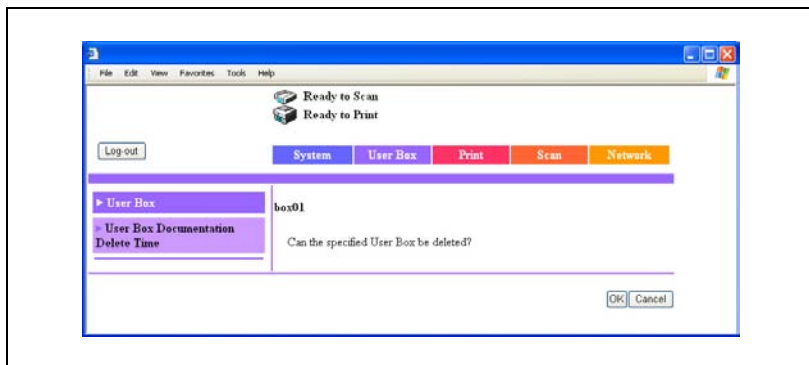 File Edit View Favorites Tools Help
Ready to Scan
Ready to Print
Log-out
System User Box Print Scan Network
User Box
User Box Documentation
Delete Time
box01
Can the specified User Box be deleted?
OK Cancel